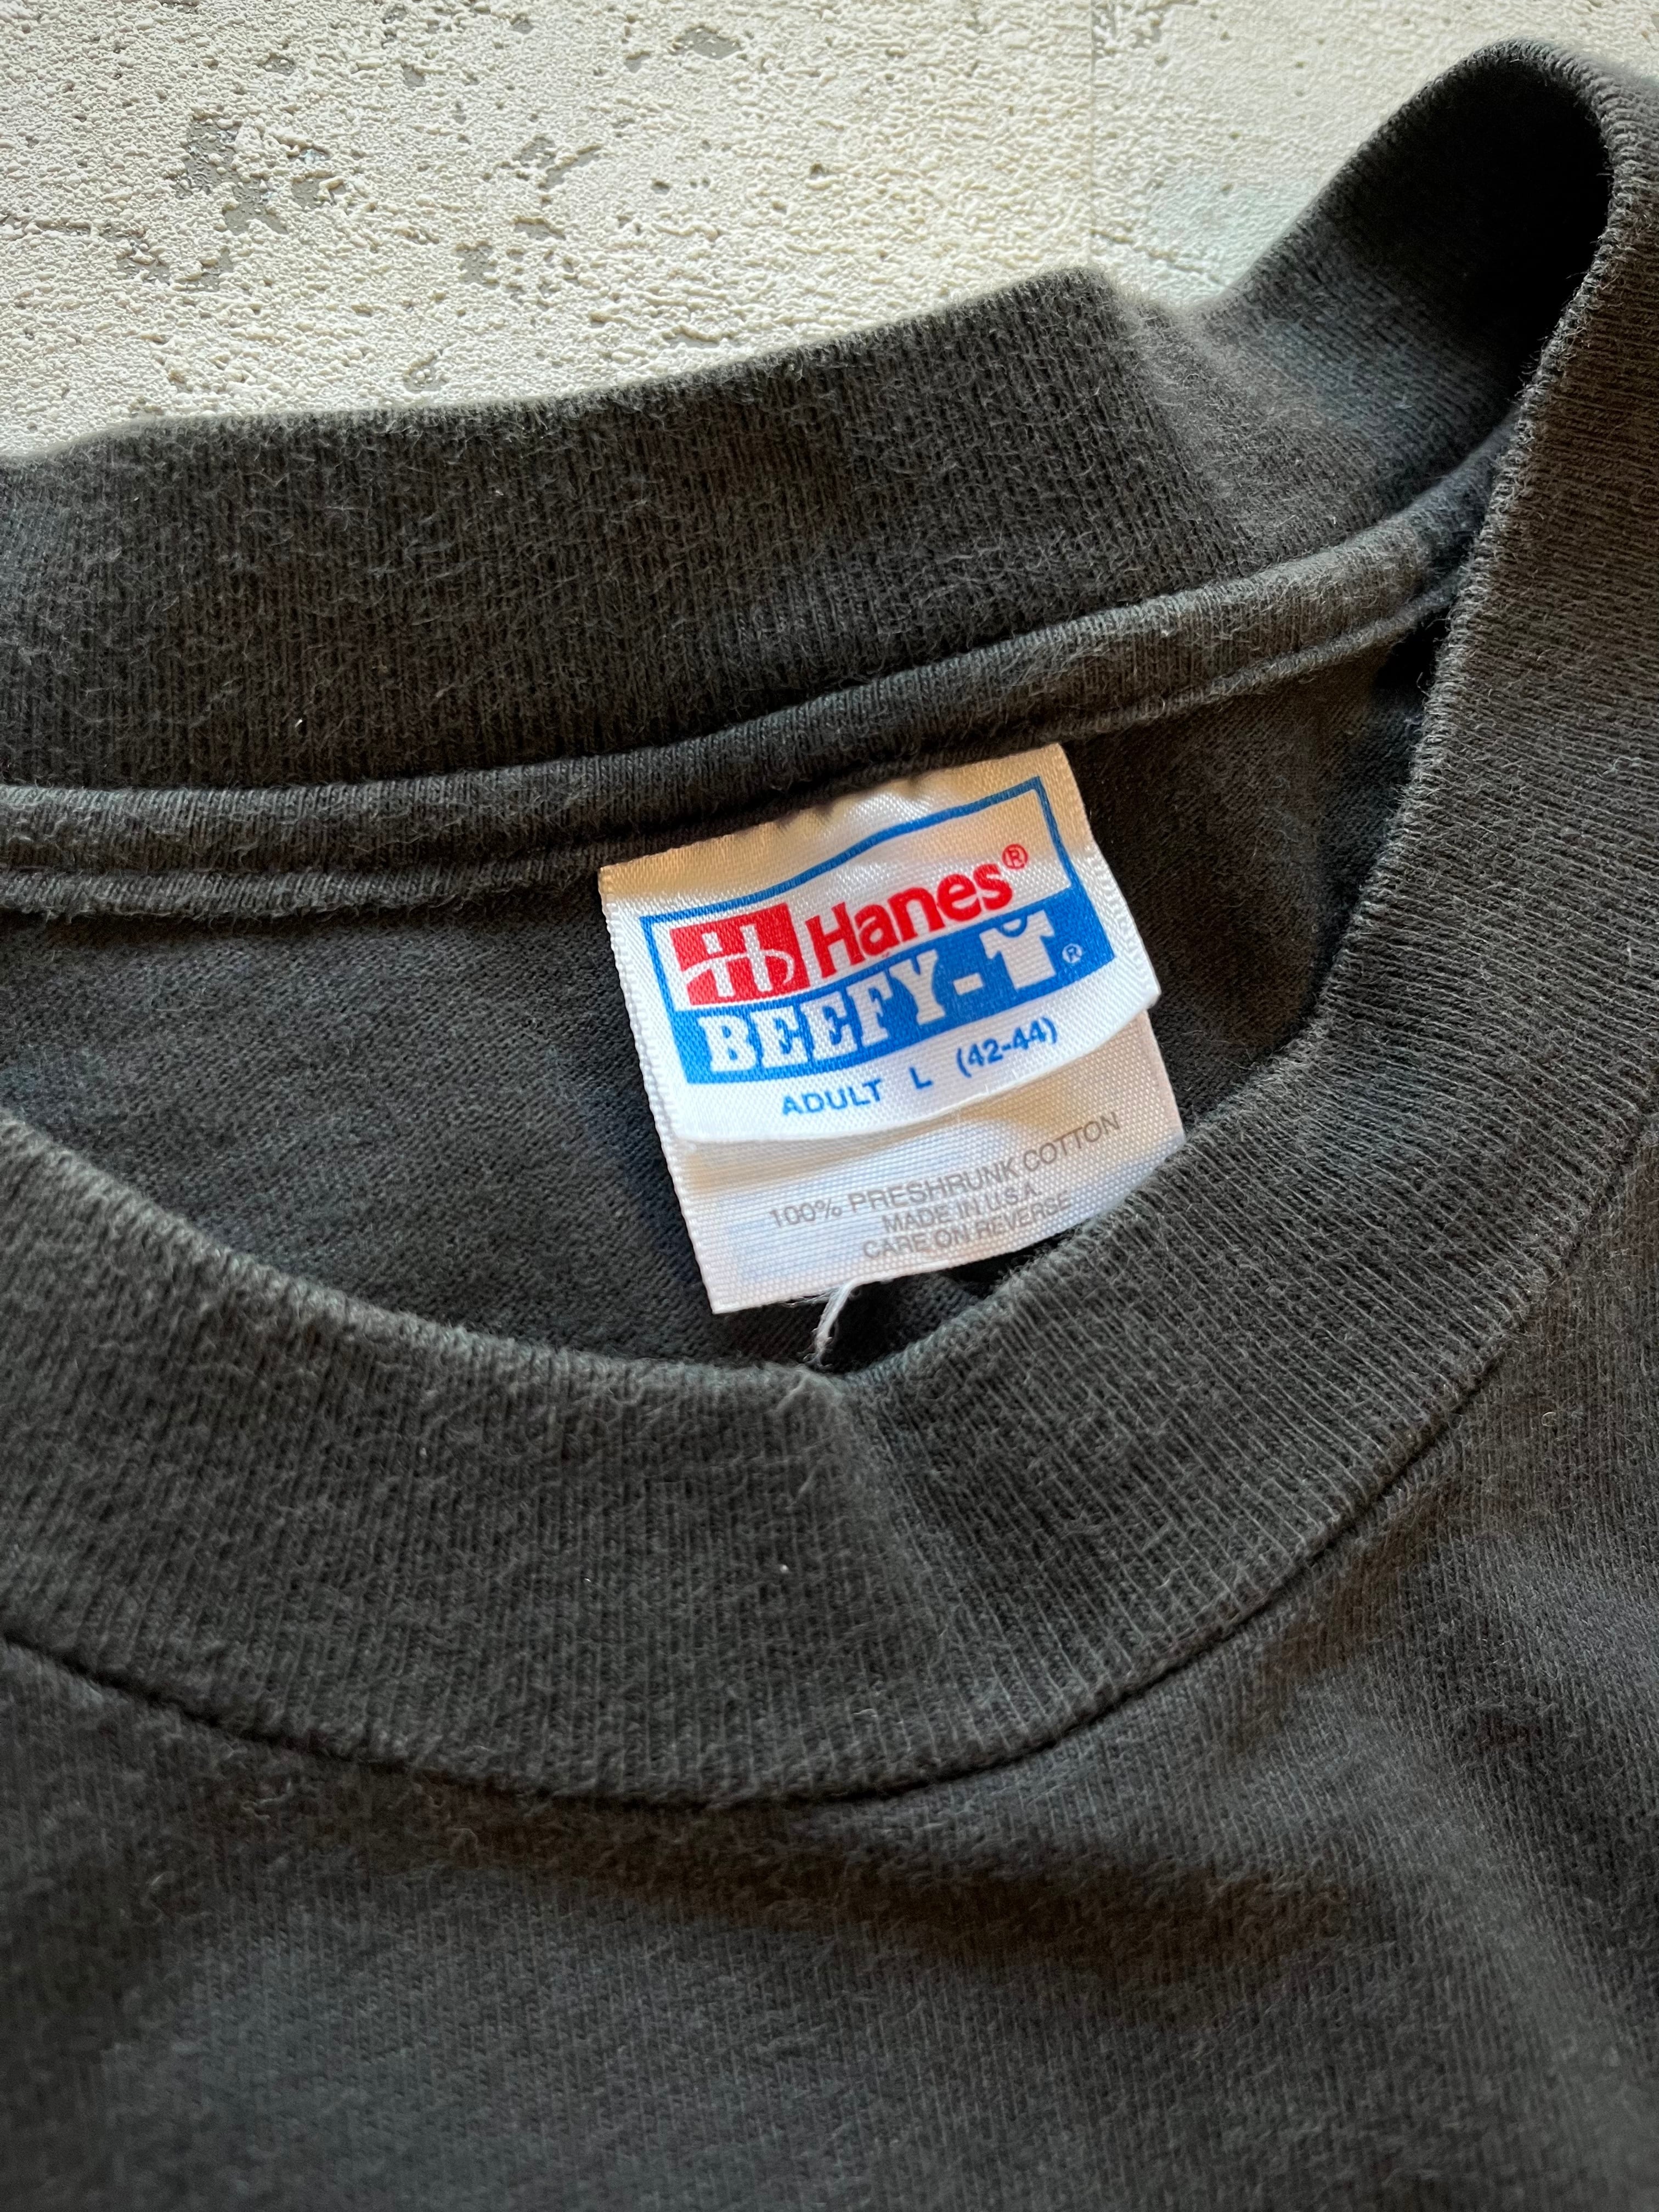 Hanes®
BEEFY-T®
ADULT L (42-44)
100% PRESHRUNK COTTON
MADE IN U.S.A.
CARE ON REVERSE